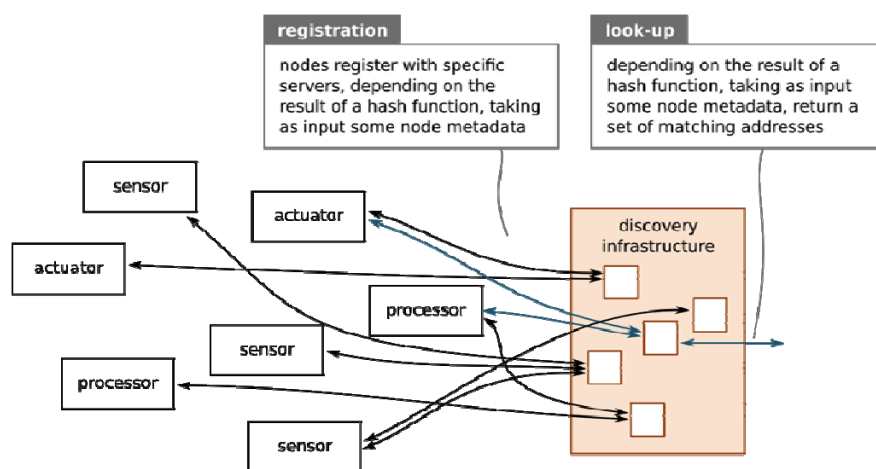 registration
nodes register with specific
servers, depending on the
result of a hash function, taking
as input some node metadata
look-up
depending on the result of a
hash function, taking as input
some node metadata, return a
set of matching addresses
sensor
actuator
discovery
infrastructure
actuator
processor
sensor
processor
sensor